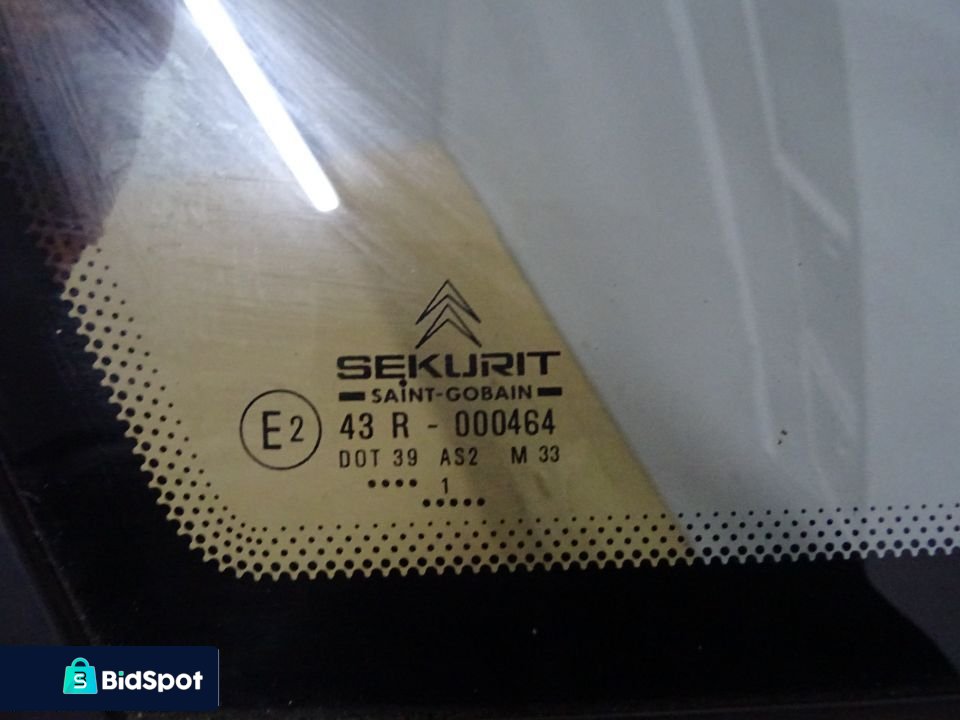 SEKURIT
SAINT-GOBAIN
E2
43 R - 000464
DOT 39 AS2 M 33
•••• 1
•••••
BidSpot